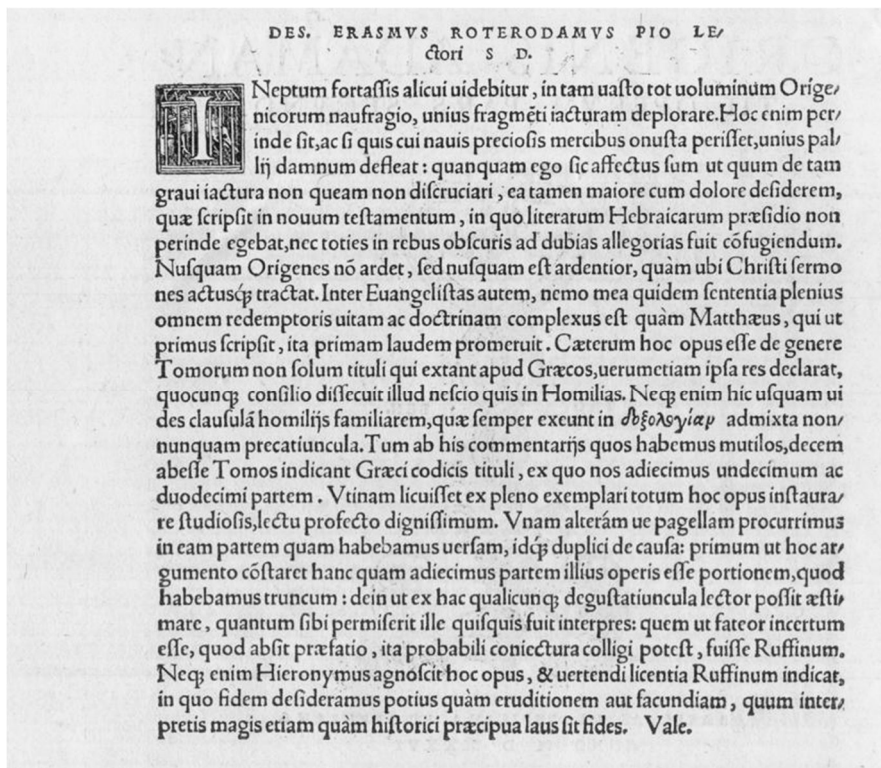 DES. ERASMVS ROTERODAMVS PIO LE/
ctori S D.
INeptum fortaſſis alicui uidebitur, in tam uaſto tot uoluminum Orige/
nicorum naufragio, unius fragmēti iacturam deplorare. Hoc enim per/
inde ſit, ac ſi quis cui nauis precioſis mercibus onuſta periſſet, unius pal/
lij damnum defleat: quanquam ego ſic affectus ſum ut quum de tam
graui iactura non queam non diſcruciari, ea tamen maiore cum dolore deſiderem,
quæ ſcripſit in nouum teſtamentum, in quo literarum Hebraicarum præſidio non
perinde egebat, nec toties in rebus obſcuris ad dubias allegorias fuit cōfugiendum.
Nuſquam Origenes nō ardet, ſed nuſquam eſt ardentior, quàm ubi Chriſti ſermo
nes actusq́; tractat. Inter Euangeliſtas autem, nemo mea quidem ſententia plenius
omnem redemptoris uitam ac doctrinam complexus eſt quàm Matthæus, qui ut
primus ſcripſit, ita primam laudem promeruit. Cæterum hoc opus eſſe de genere
Tomorum non ſolum tituli qui extant apud Græcos, uerumetiam ipſa res declarat,
quocunq; conſilio diſſecuit illud neſcio quis in Homilias. Neq; enim hic uſquam ui
des clauſulā homilijs familiarem, quæ ſemper exeunt in δοξολογίαν admixta non/
nunquam precatiuncula. Tum ab his commentarijs quos habemus mutilos, decem
abeſſe Tomos indicant Græci codicis tituli, ex quo nos adiecimus undecimum ac
duodecimi partem. Vtinam licuiſſet ex pleno exemplari totum hoc opus inſtaura/
re ſtudioſis, lectu profecto digniſſimum. Vnam alterám ue pagellam procurrimus
in eam partem quam habebamus uerſam, idq́; duplici de cauſa: primum ut hoc ar/
gumento cōſtaret hanc quam adiecimus partem illius operis eſſe portionem, quod
habebamus truncum: dein ut ex hac qualicunq; deguſtatiuncula lector poſſit æſti/
mare, quantum ſibi permiſerit ille quiſquis fuit interpres: quem ut fateor incertum
eſſe, quod abſit præfatio, ita probabili coniectura colligi poteſt, fuiſſe Ruffinum.
Neq; enim Hieronymus agnoſcit hoc opus, & uertendi licentia Ruffinum indicat,
in quo fidem deſideramus potius quàm eruditionem aut facundiam, quum inter/
pretis magis etiam quàm hiſtorici præcipua laus ſit fides. Vale.